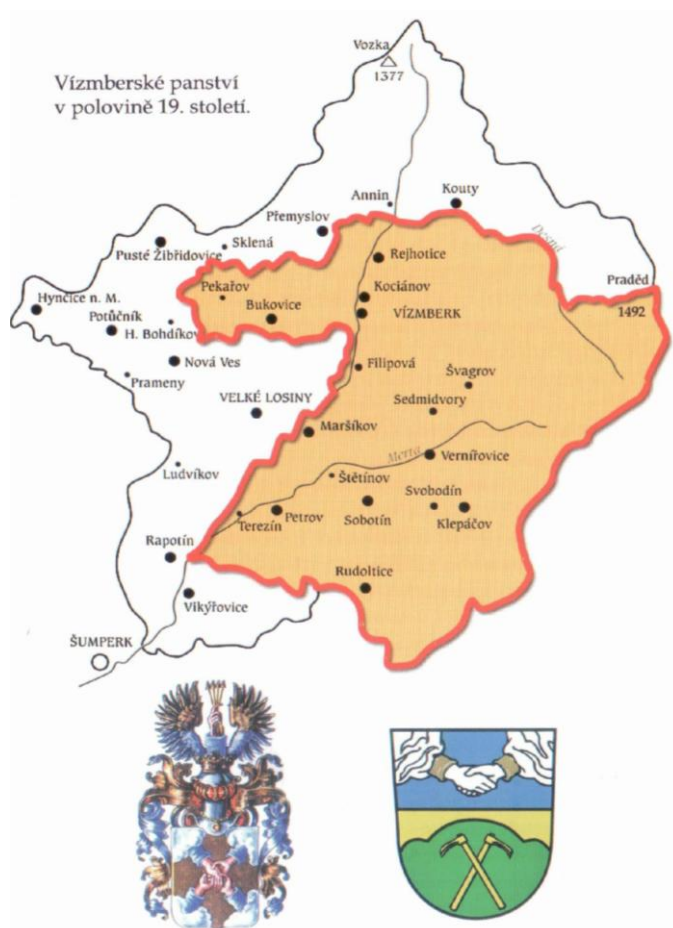 Vozka
1377
Vízmberské panství
v polovině 19. století.
Annin
Kouty
Přemyslov
Desná
Pusté Žibřidovice
Sklená
Rejhotice
Praděd
Pekařov
Kociánov
Hynčice n. M.
Bukovice
1492
VÍZMBERK
Potůčník
H. Bohdíkov
Nová Ves
Filipová
Švagrov
Prameny
VELKÉ LOSINY
Sedmidvory
Maršíkov
Merta
Vernířovice
Ludvíkov
Štětínov
Svobodín
Terezín
Petrov
Sobotín
Klepáčov
Rapotín
Rudoltice
Vikýřovice
ŠUMPERK